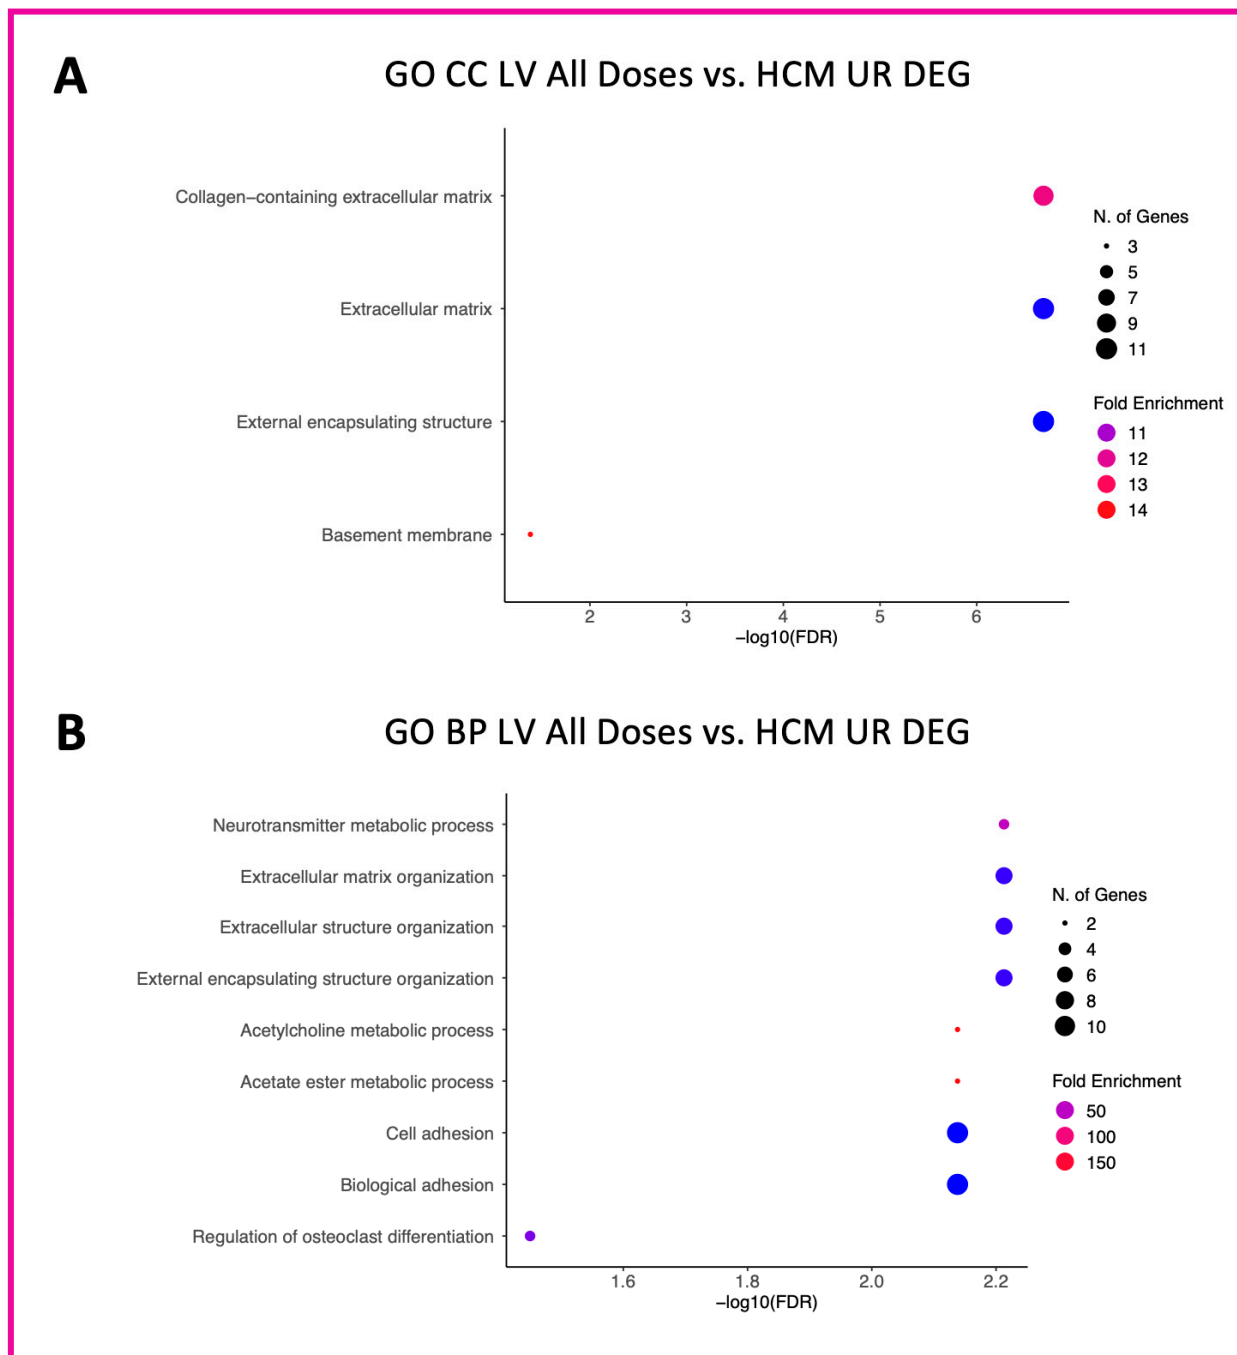 A
GO CC LV All Doses vs. HCM UR DEG
Collagen−containing extracellular matrix
Extracellular matrix
External encapsulating structure
Basement membrane
2 3 4 5 6
−log10(FDR)
N. of Genes
3
5
7
9
11
Fold Enrichment
11
12
13
14
B
GO BP LV All Doses vs. HCM UR DEG
Neurotransmitter metabolic process
Extracellular matrix organization
Extracellular structure organization
External encapsulating structure organization
Acetylcholine metabolic process
Acetate ester metabolic process
Cell adhesion
Biological adhesion
Regulation of osteoclast differentiation
1.6 1.8 2.0 2.2
−log10(FDR)
N. of Genes
2
4
6
8
10
Fold Enrichment
50
100
150